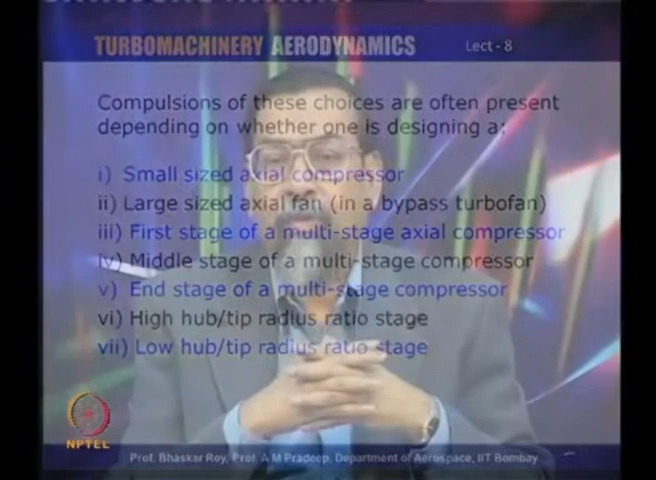 TURBOMACHINERY AERODYNAMICS
Lect - 8
Compulsions of these choices are often present
depending on whether one is designing a:
i) Small sized axial compressor
ii) Large sized axial fan (in a bypass turbofan)
iii) First stage of a multi-stage axial compressor
iv) Middle stage of a multi-stage compressor
v) End stage of a multi-stage compressor
vi) High hub/tip radius ratio stage
vii) Low hub/tip radius ratio stage
NPTEL
Prof. Bhaskar Roy, Prof. A M Pradeep, Department of Aerospace, IIT Bombay